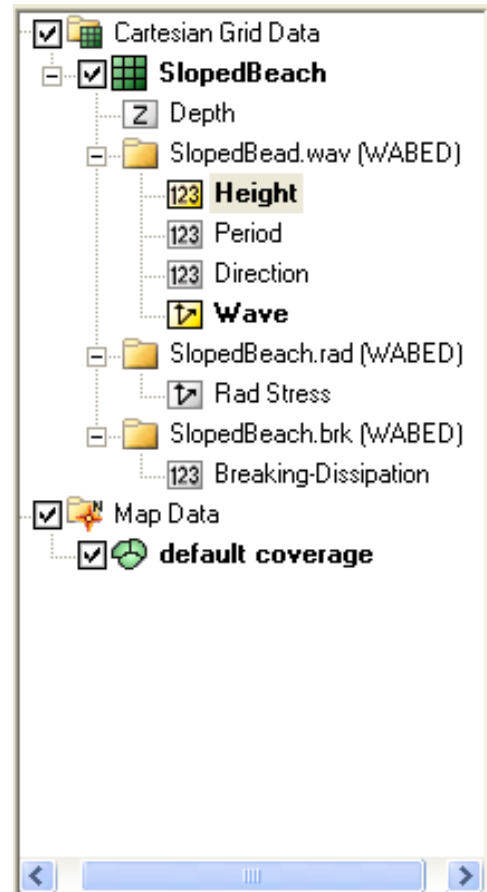 Cartesian Grid Data
SlopedBeach
Z Depth
SlopedBead.wav (WABED)
123 Height
123 Period
123 Direction
Wave
SlopedBeach.rad (WABED)
Rad Stress
SlopedBeach.brk (WABED)
123 Breaking-Dissipation
N Map Data
default coverage